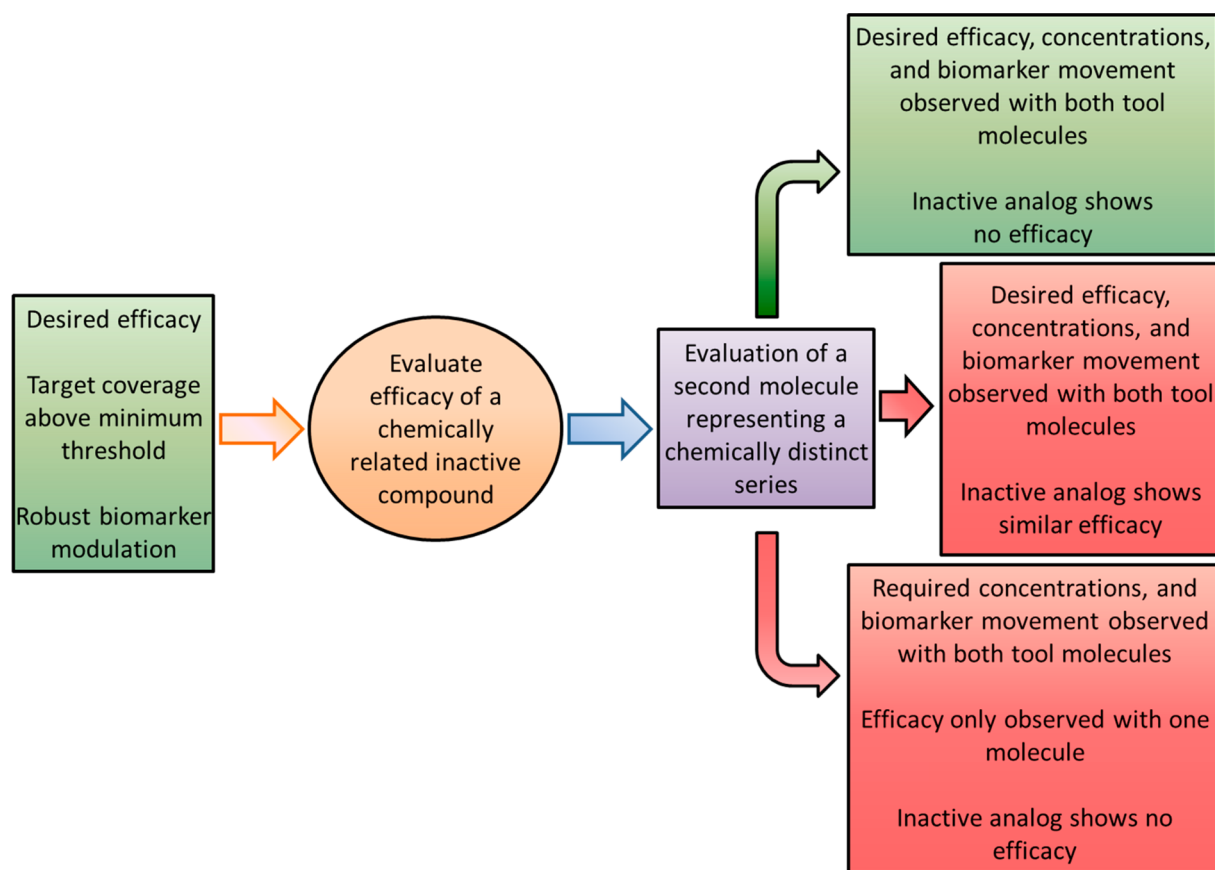 Desired efficacy
Target coverage
above minimum
threshold
Robust biomarker
modulation
Evaluate
efficacy of a
chemically
related inactive
compound
Evaluation of a
second molecule
representing a
chemically distinct
series
Desired efficacy, concentrations,
and biomarker movement
observed with both tool
molecules
Inactive analog shows
no efficacy
Desired efficacy,
concentrations, and
biomarker movement
observed with both tool
molecules
Inactive analog shows
similar efficacy
Required concentrations, and
biomarker movement observed
with both tool molecules
Efficacy only observed with one
molecule
Inactive analog shows no
efficacy